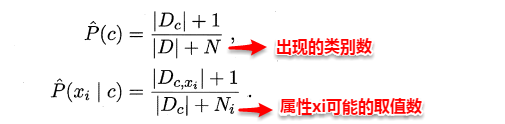 P̂(c) = |D_c| + 1 / |D| + N ,
出现的类别数
P̂(x_i | c) = |D_{c,x_i}| + 1 / |D_c| + N_i .
属性xi可能的取值数